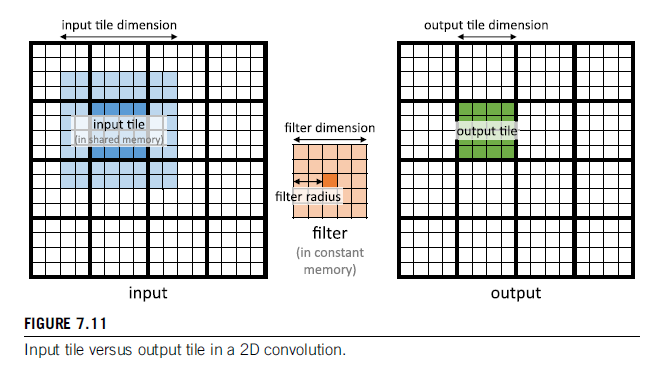 input tile dimension
output tile dimension
input tile
(in shared memory)
filter dimension
output tile
filter radius
filter
(in constant
memory)
input
output
FIGURE 7.11
Input tile versus output tile in a 2D convolution.